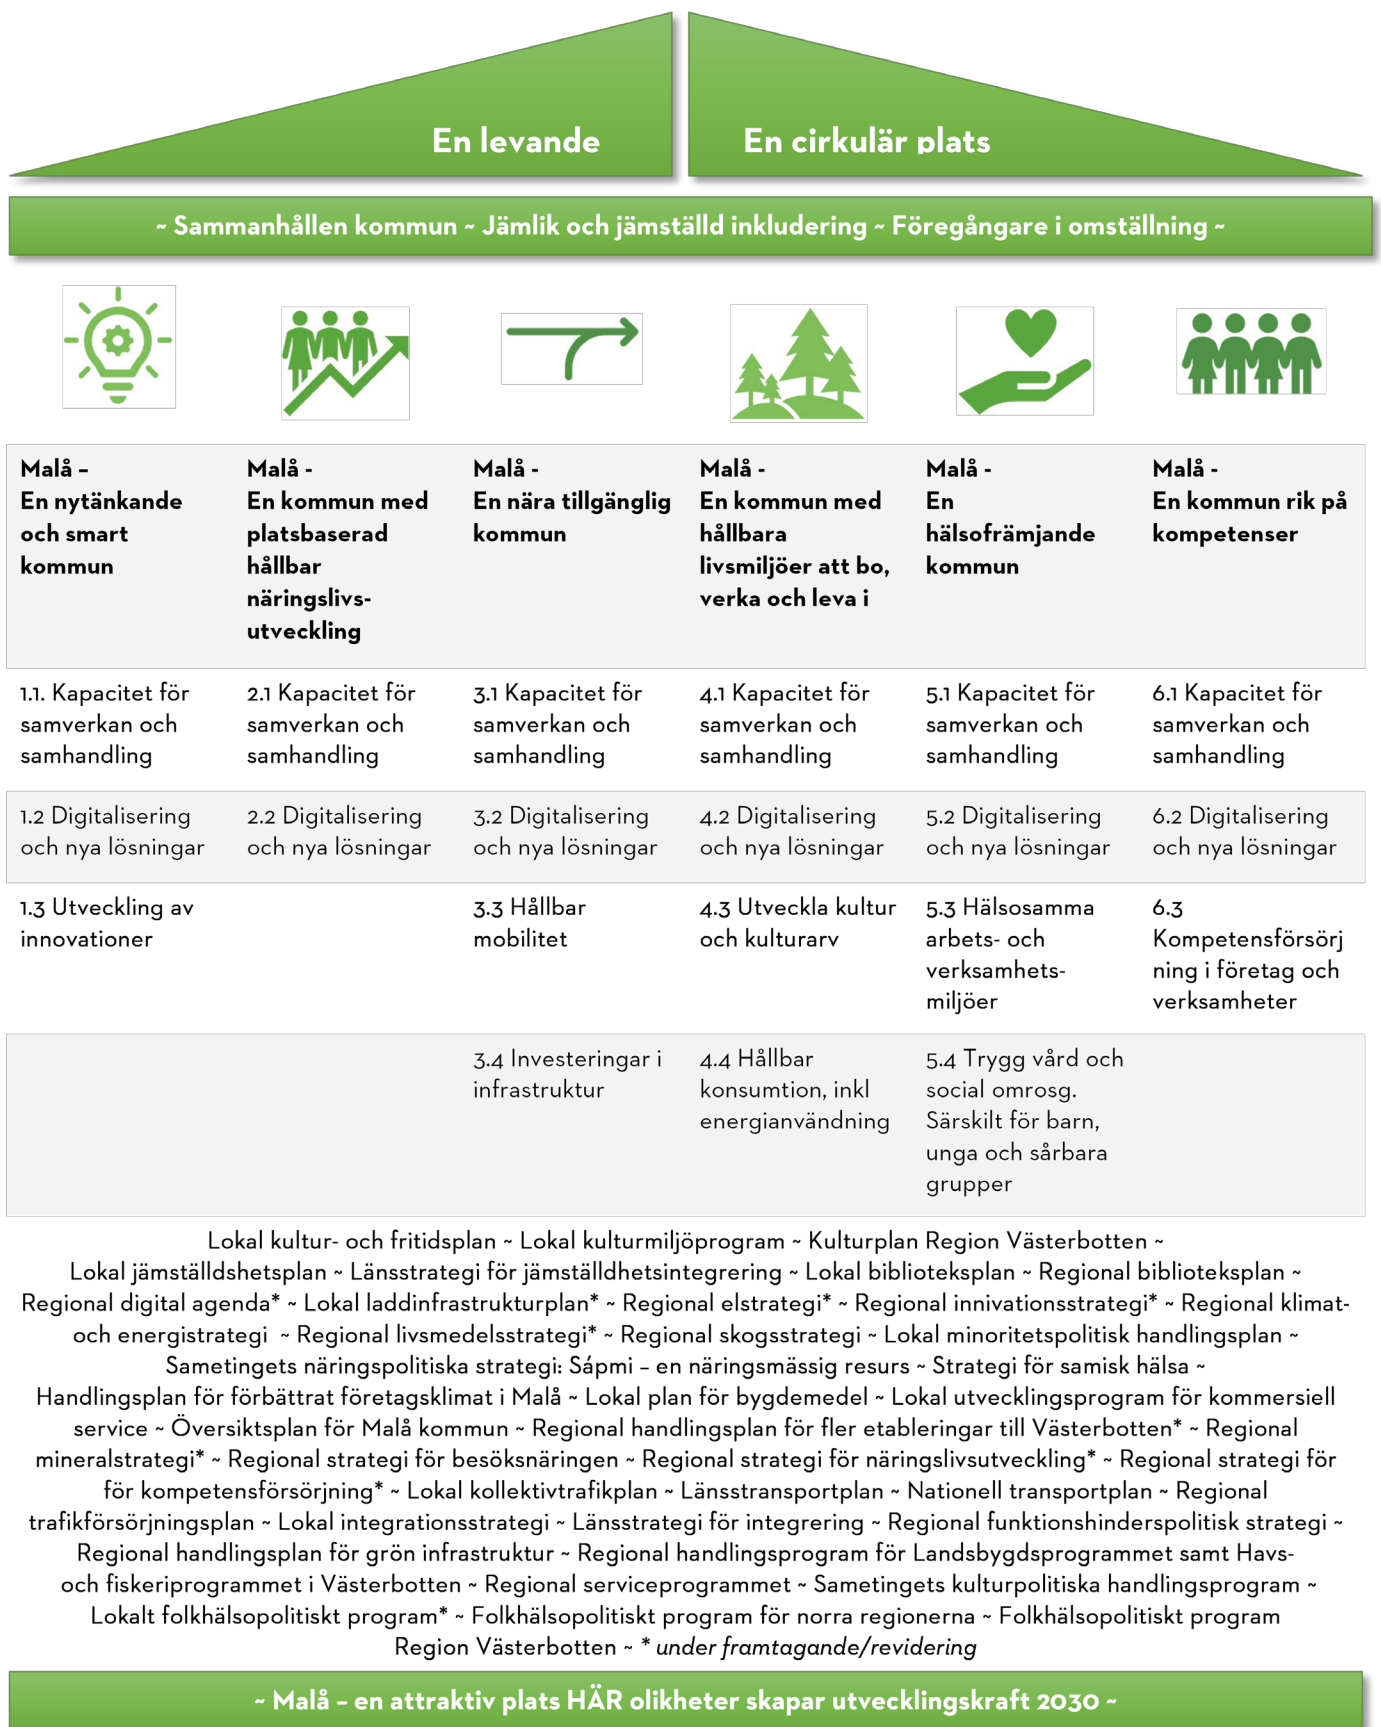 En levande
En cirkulär plats
~ Sammanhållen kommun ~ Jämlik och jämställd inkludering ~ Föregångare i omställning ~
Malå –
En nytänkande
och smart
kommun
Malå -
En kommun med
platsbaserad
hållbar
näringslivs-
utveckling
Malå -
En nära tillgänglig
kommun
Malå -
En kommun med
hållbara
livsmiljöer att bo,
verka och leva i
Malå -
En
hälsofrämjande
kommun
Malå -
En kommun rik på
kompetenser
1.1. Kapacitet för
samverkan och
samhandling
2.1 Kapacitet för
samverkan och
samhandling
3.1 Kapacitet för
samverkan och
samhandling
4.1 Kapacitet för
samverkan och
samhandling
5.1 Kapacitet för
samverkan och
samhandling
6.1 Kapacitet för
samverkan och
samhandling
1.2 Digitalisering
och nya lösningar
2.2 Digitalisering
och nya lösningar
3.2 Digitalisering
och nya lösningar
4.2 Digitalisering
och nya lösningar
5.2 Digitalisering
och nya lösningar
6.2 Digitalisering
och nya lösningar
1.3 Utveckling av
innovationer
3.3 Hållbar
mobilitet
4.3 Utveckla kultur
och kulturarv
5.3 Hälsosamma
arbets- och
verksamhets-
miljöer
6.3
Kompetensförsörj
ning i företag och
verksamheter
3.4 Investeringar i
infrastruktur
4.4 Hållbar
konsumtion, inkl
energianvändning
5.4 Trygg vård och
social omrosg.
Särskilt för barn,
unga och sårbara
grupper
Lokal kultur- och fritidsplan ~ Lokal kulturmiljöprogram ~ Kulturplan Region Västerbotten ~
Lokal jämställdshetsplan ~ Länsstrategi för jämställdhetsintegrering ~ Lokal biblioteksplan ~ Regional biblioteksplan ~
Regional digital agenda* ~ Lokal laddinfrastrukturplan* ~ Regional elstrategi* ~ Regional innivationsstrategi* ~ Regional klimat-
och energistrategi ~ Regional livsmedelsstrategi* ~ Regional skogsstrategi ~ Lokal minoritetspolitisk handlingsplan ~
Sametingets näringspolitiska strategi: Sápmi – en näringsmässig resurs ~ Strategi för samisk hälsa ~
Handlingsplan för förbättrat företagsklimat i Malå ~ Lokal plan för bygdemedel ~ Lokal utvecklingsprogram för kommersiell
service ~ Översiktsplan för Malå kommun ~ Regional handlingsplan för fler etableringar till Västerbotten* ~ Regional
mineralstrategi* ~ Regional strategi för besöksnäringen ~ Regional strategi för näringslivsutveckling* ~ Regional strategi för
för kompetensförsörjning* ~ Lokal kollektivtrafikplan ~ Länsstransportplan ~ Nationell transportplan ~ Regional
trafikförsörjningsplan ~ Lokal integrationsstrategi ~ Länsstrategi för integrering ~ Regional funktionshinderspolitisk strategi ~
Regional handlingsplan för grön infrastruktur ~ Regional handlingsprogram för Landsbygdsprogrammet samt Havs-
och fiskeriprogrammet i Västerbotten ~ Regional serviceprogrammet ~ Sametingets kulturpolitiska handlingsprogram ~
Lokalt folkhälsopolitiskt program* ~ Folkhälsopolitiskt program för norra regionerna ~ Folkhälsopolitiskt program
Region Västerbotten ~ * under framtagande/revidering
~ Malå – en attraktiv plats HÄR olikheter skapar utvecklingskraft 2030 ~